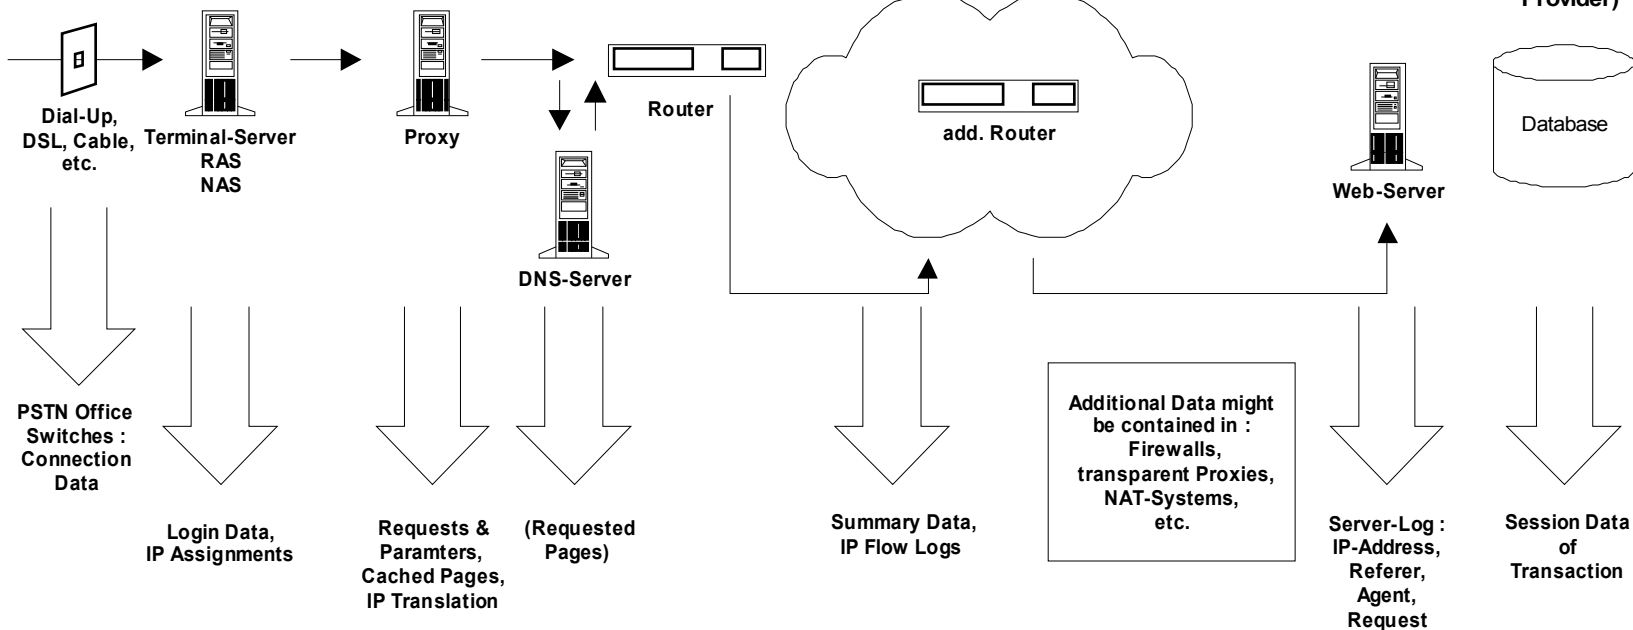 Provider)
Dial-Up,
DSL, Cable,
etc.
Terminal-Server
RAS
NAS
Proxy
DNS-Server
Router
add. Router
Web-Server
Database
PSTN Office
Switches :
Connection
Data
Login Data,
IP Assignments
Requests &
Paramters,
Cached Pages,
IP Translation
(Requested
Pages)
Summary Data,
IP Flow Logs
Additional Data might
be contained in :
Firewalls,
transparent Proxies,
NAT-Systems,
etc.
Server-Log :
IP-Address,
Referer,
Agent,
Request
Session Data
of
Transaction